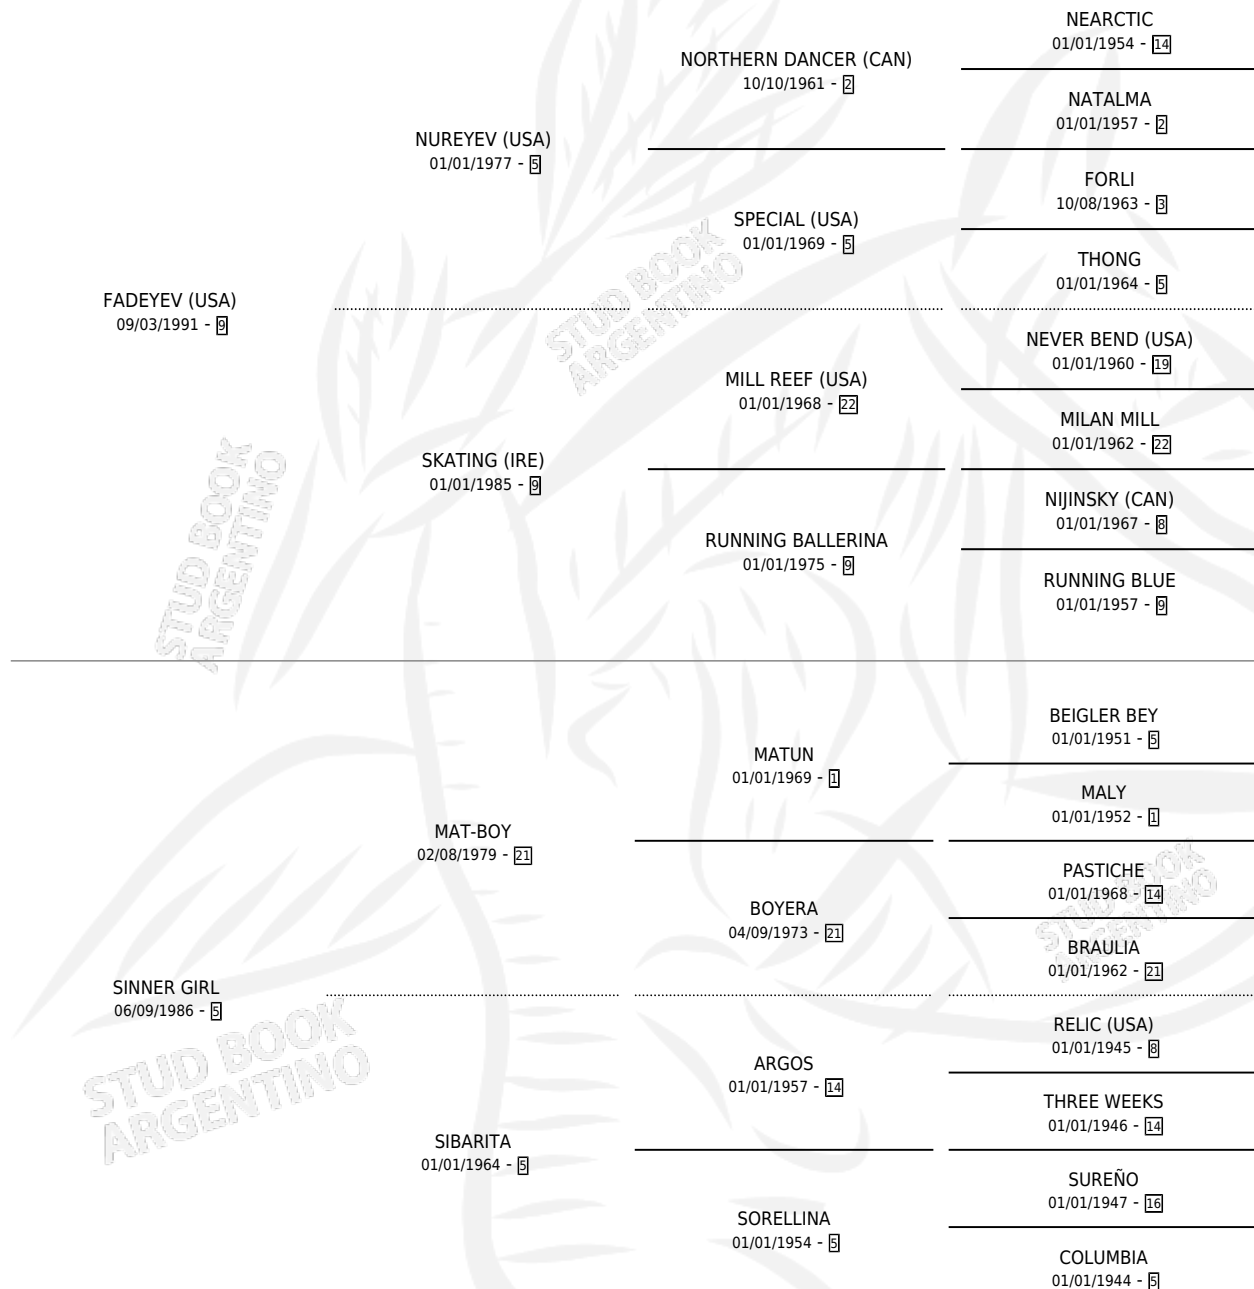 NEARCTIC
01/01/1954 - 14
NORTHERN DANCER (CAN)
10/10/1961 - 2
NATALMA
01/01/1957 - 2
NUREYEV (USA)
01/01/1977 - 5
FORLI
10/08/1963 - 3
SPECIAL (USA)
01/01/1969 - 5
THONG
01/01/1964 - 5
FADEYEV (USA)
09/03/1991 - 9
NEVER BEND (USA)
01/01/1960 - 19
MILL REEF (USA)
01/01/1968 - 22
MILAN MILL
01/01/1962 - 22
SKATING (IRE)
01/01/1985 - 9
NIJINSKY (CAN)
01/01/1967 - 8
RUNNING BALLERINA
01/01/1975 - 9
RUNNING BLUE
01/01/1957 - 9
BEIGLER BEY
01/01/1951 - 5
MATUN
01/01/1969 - 1
MALY
01/01/1952 - 1
MAT-BOY
02/08/1979 - 21
PASTICHE
01/01/1968 - 14
BOYERA
04/09/1973 - 21
BRAULIA
01/01/1962 - 21
SINNER GIRL
06/09/1986 - 5
RELIC (USA)
01/01/1945 - 8
ARGOS
01/01/1957 - 14
THREE WEEKS
01/01/1946 - 14
SIBARITA
01/01/1964 - 5
SUREÑO
01/01/1947 - 16
SORELLINA
01/01/1954 - 5
COLUMBIA
01/01/1944 - 5
STUD BOOK
ARGENTINO
STUD BOOK
ARGENTINO
STUD BOOK
ARGENTINO
STUD BOOK
ARGENTINO